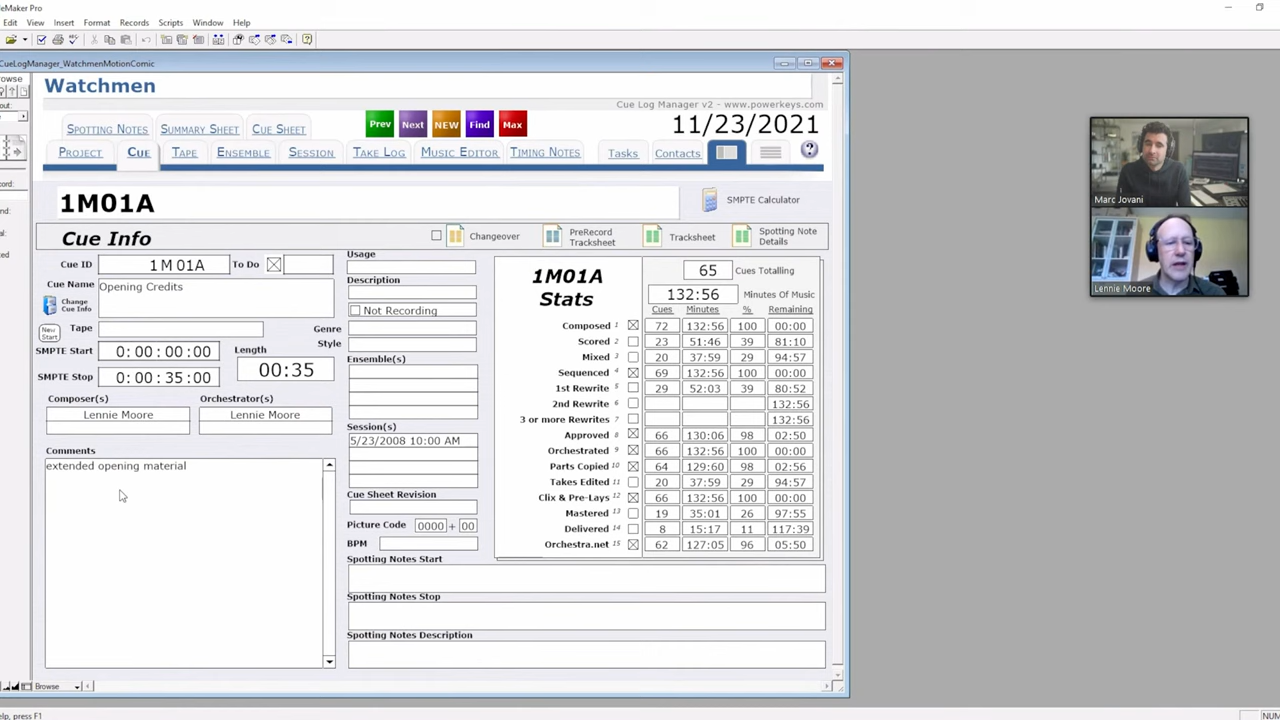 eMaker Pro
Edit View Insert Format Records Scripts Window Help
CueLogManager_WatchmenMotionComic
rowse
Watchmen
Cue Log Manager v2 - www.powerkeys.com
SPOTTING NOTES SUMMARY SHEET CUE SHEET
Prev Next NEW Find Max
11/23/2021
PROJECT CUE TAPE ENSEMBLE SESSION TAKE LOG MUSIC EDITOR TIMING NOTES Tasks Contacts ?
1M01A
SMPTE Calculator
Cue Info
Changeover
PreRecord Tracksheet
Tracksheet
Spotting Note Details
Cue ID 1M01A To Do
Cue Name Opening Credits
Change Cue Info
New Start
Tape
SMPTE Start 0:00:00:00
SMPTE Stop 0:00:35:00
Length
00:35
Composer(s) Orchestrator(s)
Lennie Moore Lennie Moore
Comments
extended opening material
Usage
Description
Not Recording
Genre
Style
Ensemble(s)
Session(s)
5/23/2008 10:00 AM
Cue Sheet Revision
Picture Code 0000 + 00
BPM
Spotting Notes Start
Spotting Notes Stop
Spotting Notes Description
1M01A
Stats
65 Cues Totalling
132:56 Minutes Of Music
Cues Minutes % Remaining
Composed 1 72 132:56 100 00:00
Scored 2 23 51:46 39 81:10
Mixed 3 20 37:59 29 94:57
Sequenced 4 69 132:56 100 00:00
1st Rewrite 5 29 52:03 39 80:52
2nd Rewrite 6 132:56
3 or more Rewrites 7 132:56
Approved 8 66 130:06 98 02:50
Orchestrated 9 66 132:56 100 00:00
Parts Copied 10 64 129:60 98 02:56
Takes Edited 11 20 37:59 29 94:57
Clix & Pre-Lays 12 66 132:56 100 00:00
Mastered 13 19 35:01 26 97:55
Delivered 14 8 15:17 11 117:39
Orchestra.net 15 62 127:05 96 05:50
Marc Jovani
Lennie Moore
Browse
elp, press F1
NUM